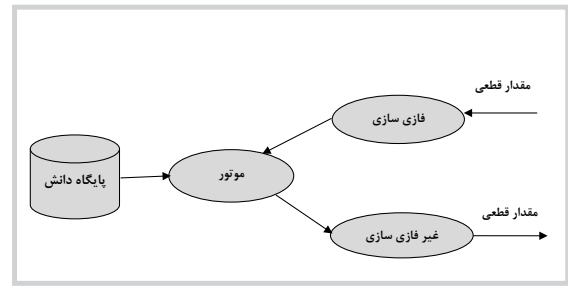 مقدار قطعی
فازی سازی
موتور
پایگاه دانش
مقدار قطعی
غیر فازی سازی